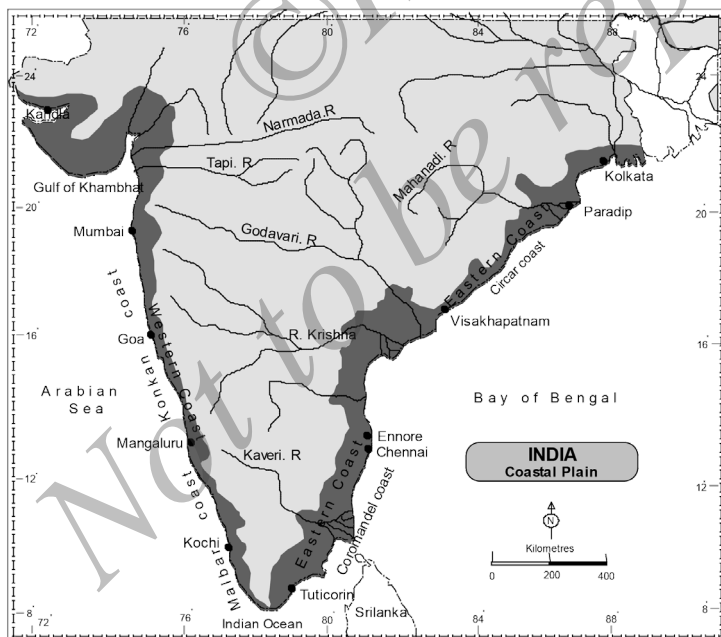 72
76
80
84
88
24
24
Kandla
Narmada.R
Tapi. R
Mahanadi. R
Kolkata
Gulf of Khambhat
20
20
Paradip
Mumbai
Godavari. R
Eastern Coast
Circar coast
Visakhapatnam
Konkan coast
Western Coast
Goa
16
16
R. Krishna
Arabian
Sea
Bay of Bengal
Mangaluru
Ennore
Chennai
Kaveri. R
INDIA
Coastal Plain
12
12
N
Eastern Coast
Coromandel coast
Kochi
Malbar coast
Kilometres
0 200 400
Tuticorin
Srilanka
Indian Ocean
8
8
72
76
80
84
88
Not to be rep